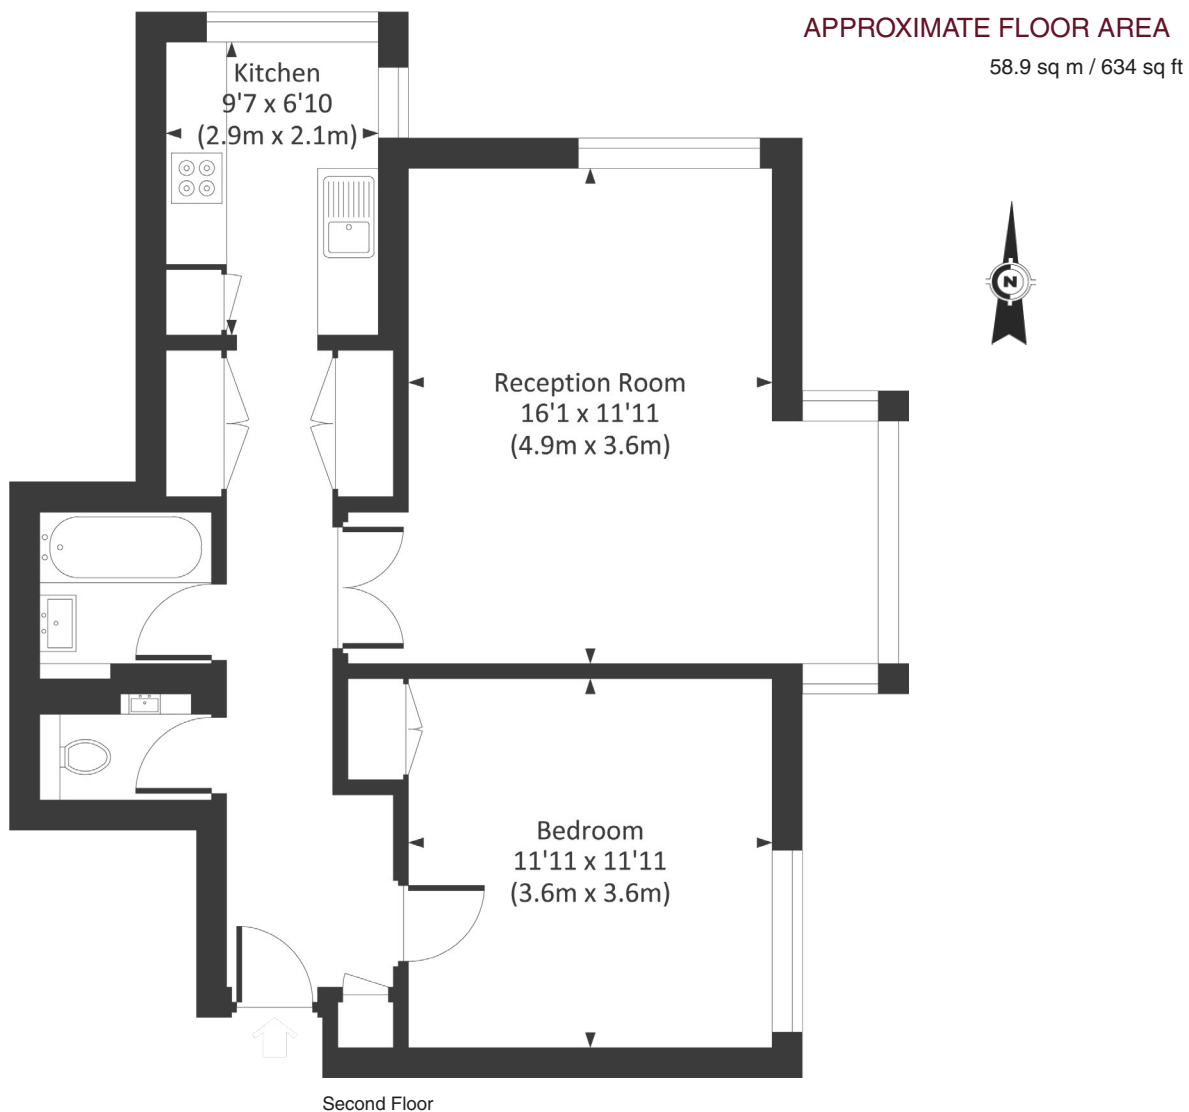 APPROXIMATE FLOOR AREA
58.9 sq m / 634 sq ft
Kitchen
9'7 x 6'10
(2.9m x 2.1m)
N
Reception Room
16'1 x 11'11
(4.9m x 3.6m)
Bedroom
11'11 x 11'11
(3.6m x 3.6m)
Second Floor